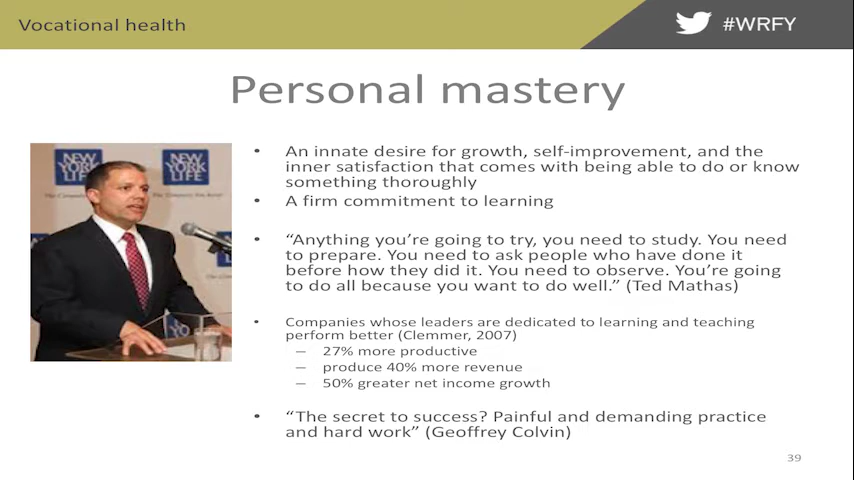 Vocational health
#WRFY
Personal mastery
NEW
YORK
LIFE
NEW
YORK
LIFE
• An innate desire for growth, self-improvement, and the
inner satisfaction that comes with being able to do or know
something thoroughly
• A firm commitment to learning
• “Anything you’re going to try, you need to study. You need
to prepare. You need to ask people who have done it
before how they did it. You need to observe. You’re going
to do all because you want to do well.” (Ted Mathas)
• Companies whose leaders are dedicated to learning and teaching
perform better (Clemmer, 2007)
– 27% more productive
– produce 40% more revenue
– 50% greater net income growth
• “The secret to success? Painful and demanding practice
and hard work” (Geoffrey Colvin)
39